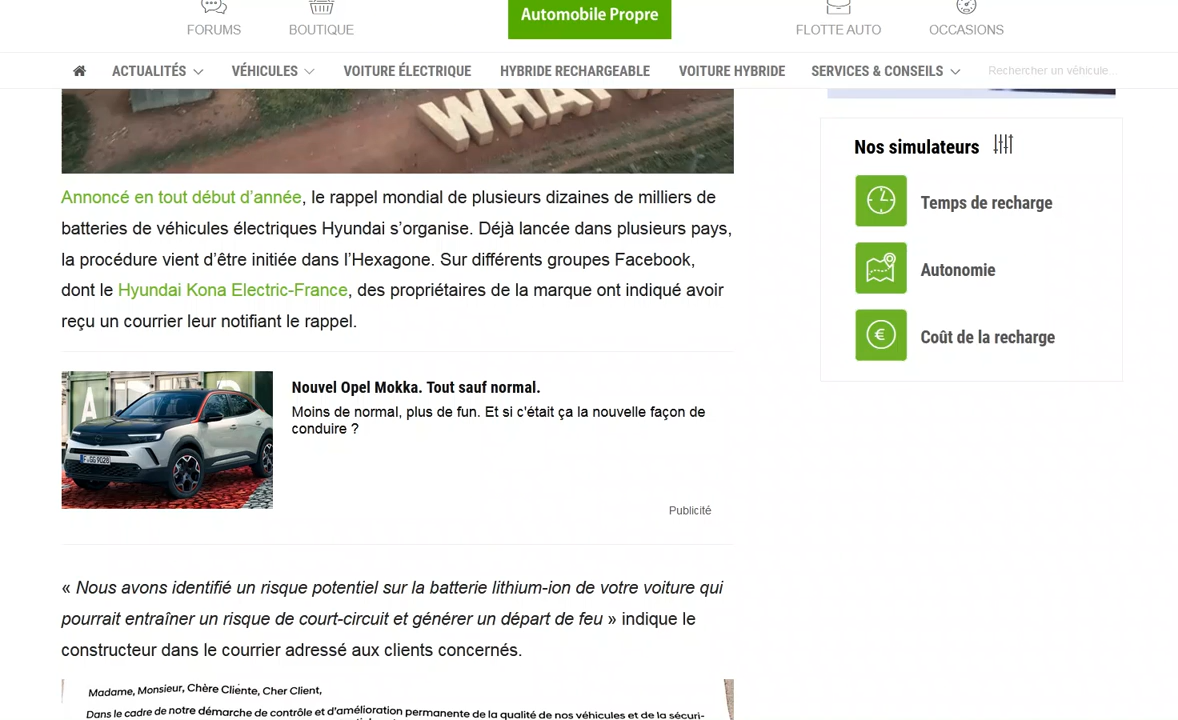 FORUMS
BOUTIQUE
Automobile Propre
FLOTTE AUTO
OCCASIONS
ACTUALITÉS
VÉHICULES
VOITURE ÉLECTRIQUE
HYBRIDE RECHARGEABLE
VOITURE HYBRIDE
SERVICES & CONSEILS
Rechercher un véhicule...
Annoncé en tout début d’année, le rappel mondial de plusieurs dizaines de milliers de
batteries de véhicules électriques Hyundai s’organise. Déjà lancée dans plusieurs pays,
la procédure vient d’être initiée dans l’Hexagone. Sur différents groupes Facebook,
dont le Hyundai Kona Electric-France, des propriétaires de la marque ont indiqué avoir
reçu un courrier leur notifiant le rappel.
Nouvel Opel Mokka. Tout sauf normal.
Moins de normal, plus de fun. Et si c'était ça la nouvelle façon de
conduire ?
Publicité
« Nous avons identifié un risque potentiel sur la batterie lithium-ion de votre voiture qui
pourrait entraîner un risque de court-circuit et générer un départ de feu » indique le
constructeur dans le courrier adressé aux clients concernés.
Madame, Monsieur, Chère Cliente, Cher Client,
Dans le cadre de notre démarche de contrôle et d'amélioration permanente de la qualité de nos véhicules et de la sécuri-
Nos simulateurs
Temps de recharge
Autonomie
Coût de la recharge